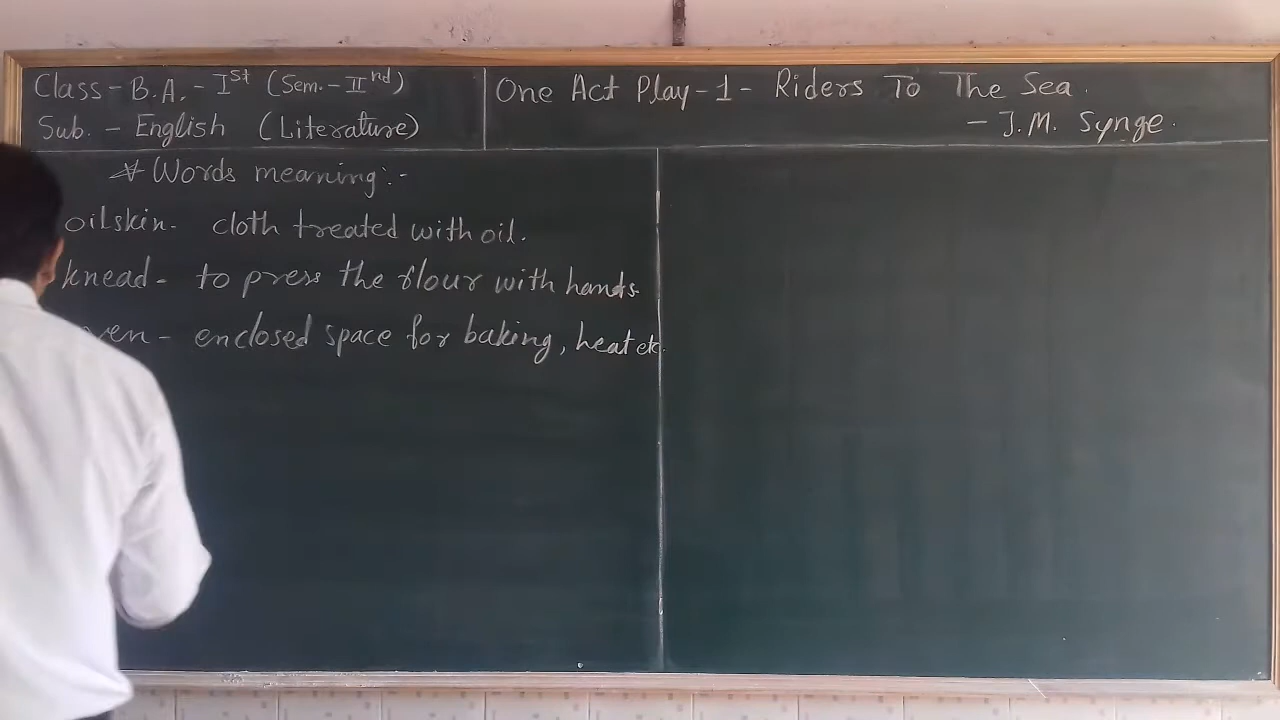 Class - B.A. - Ist (Sem. - IInd)
Sub. - English (Literature)
One Act Play - 1 - Riders To The Sea.
- J.M. Synge.
* Words meaning :-
oilskin - cloth treated with oil.
knead - to press the flour with hands.
ven - enclosed space for baking, heat etc.